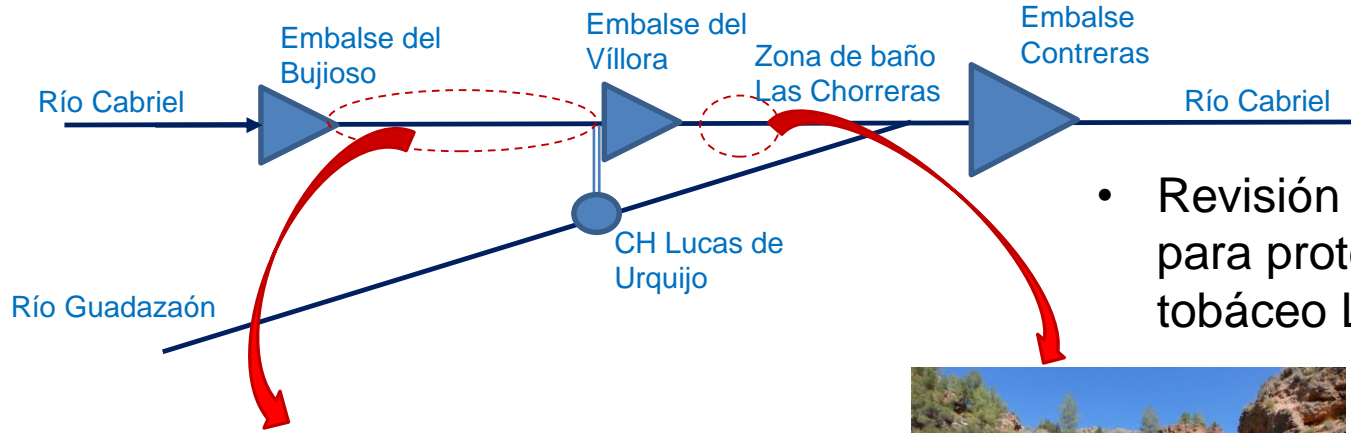 Embalse del
Bujioso
Embalse del
Víllora
Zona de baño
Las Chorreras
Embalse
Contreras
Río Cabriel
Río Cabriel
CH Lucas de
Urquijo
Río Guadazaón
• Revisión
para
tobáceo